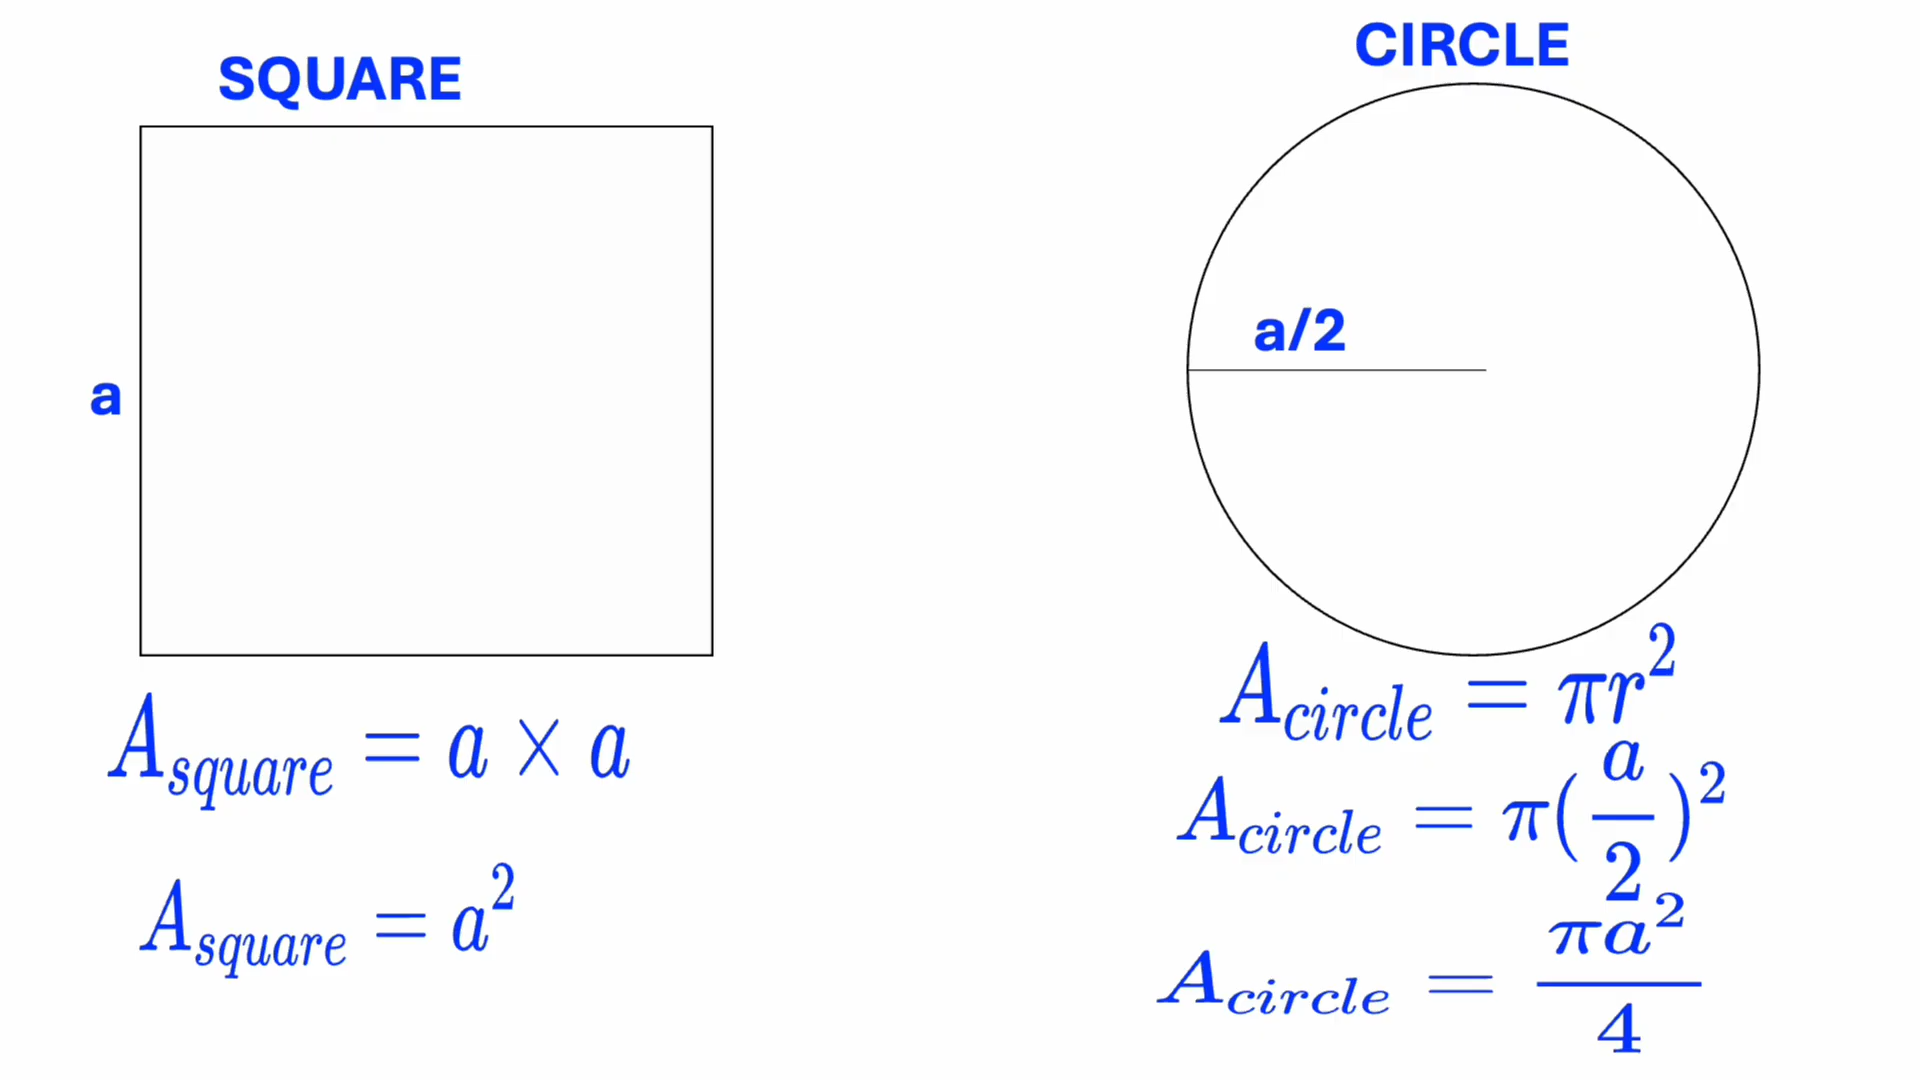 SQUARE
a
A_square = a × a
A_square = a²
CIRCLE
a/2
A_circle = πr²
A_circle = π(a/2)²
A_circle = πa²/4